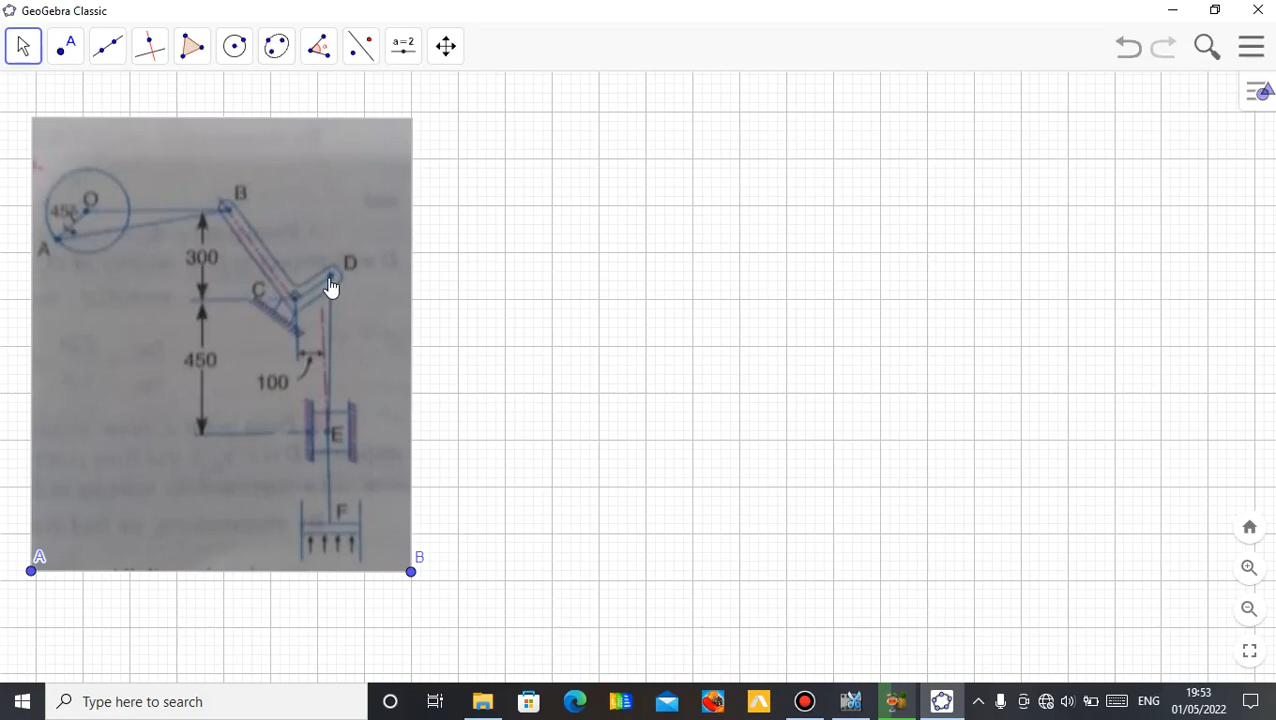 GeoGebra Classic
A
a=2
45°
O
B
A
300
D
C
450
100
E
F
A
B
Type here to search
ENG
19:53
01/05/2022